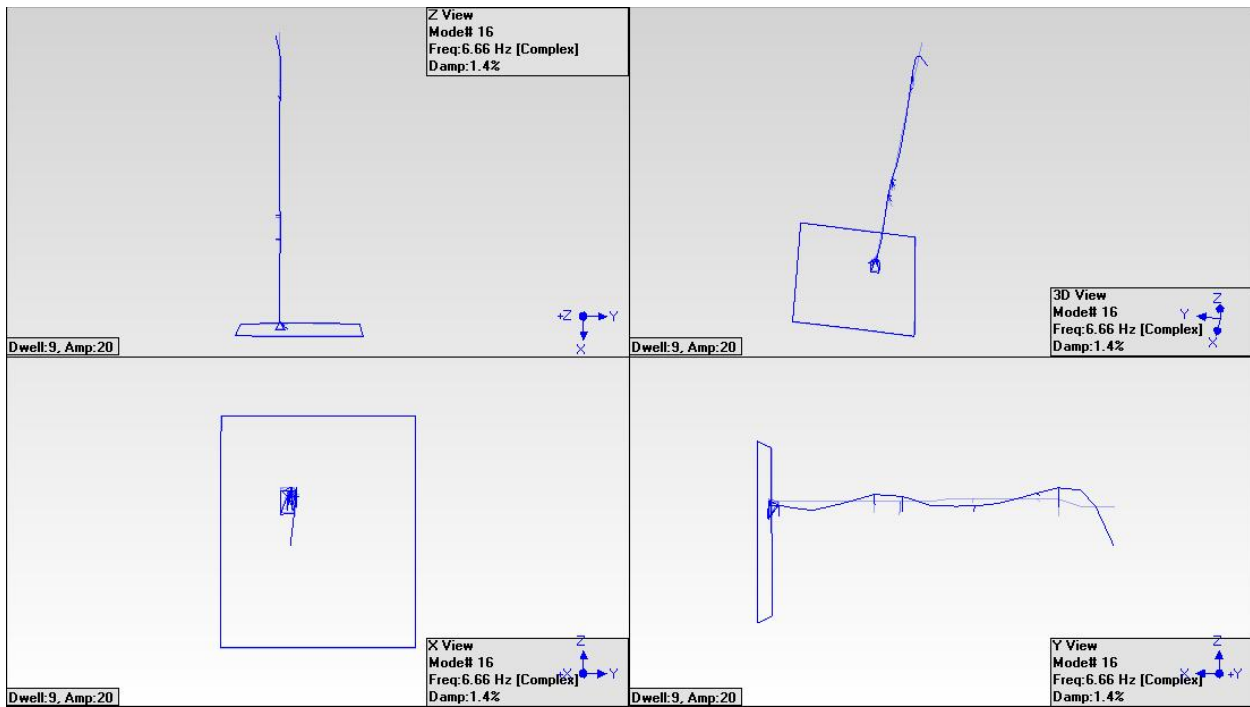 Z View
Mode# 16
Freq:6.66 Hz [Complex]
Damp:1.4%
+Z Y
X
Dwell:9, Amp:20
3D View
Mode# 16
Freq:6.66 Hz [Complex]
Damp:1.4%
Z
Y
X
Dwell:9, Amp:20
X View
Mode# 16
Freq:6.66 Hz [Complex]
Damp:1.4%
Z
+X Y
Dwell:9, Amp:20
Y View
Mode# 16
Freq:6.66 Hz [Complex]
Damp:1.4%
Z
X +Y
Dwell:9, Amp:20